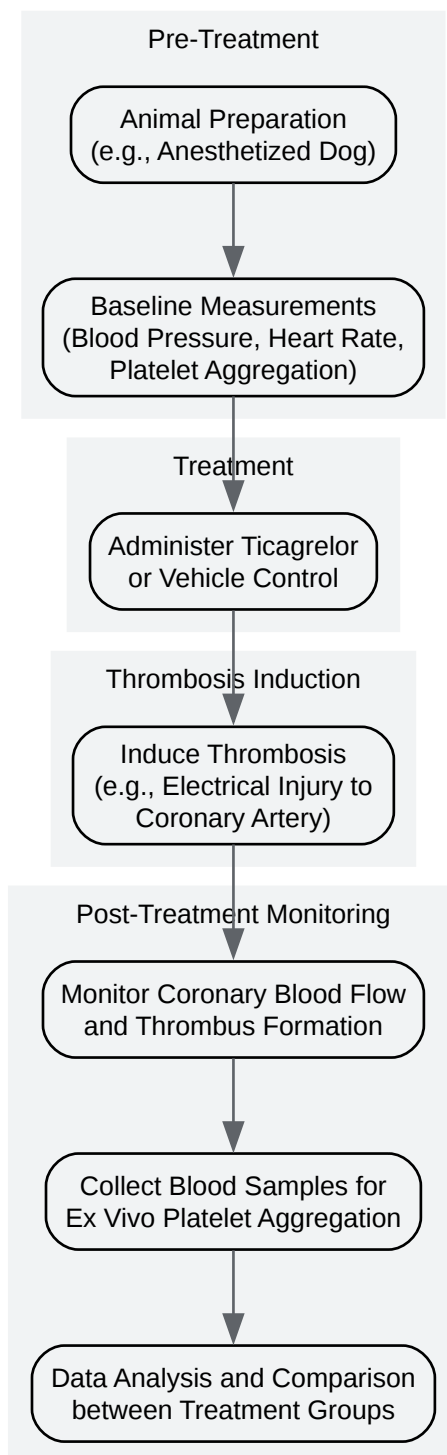 Pre-Treatment
Animal Preparation
(e.g., Anesthetized Dog)
Baseline Measurements
(Blood Pressure, Heart Rate,
Platelet Aggregation)
Treatment
Administer Ticagrelor
or Vehicle Control
Thrombosis Induction
Induce Thrombosis
(e.g., Electrical Injury to
Coronary Artery)
Post-Treatment Monitoring
Monitor Coronary Blood Flow
and Thrombus Formation
Collect Blood Samples for
Ex Vivo Platelet Aggregation
Data Analysis and Comparison
between Treatment Groups